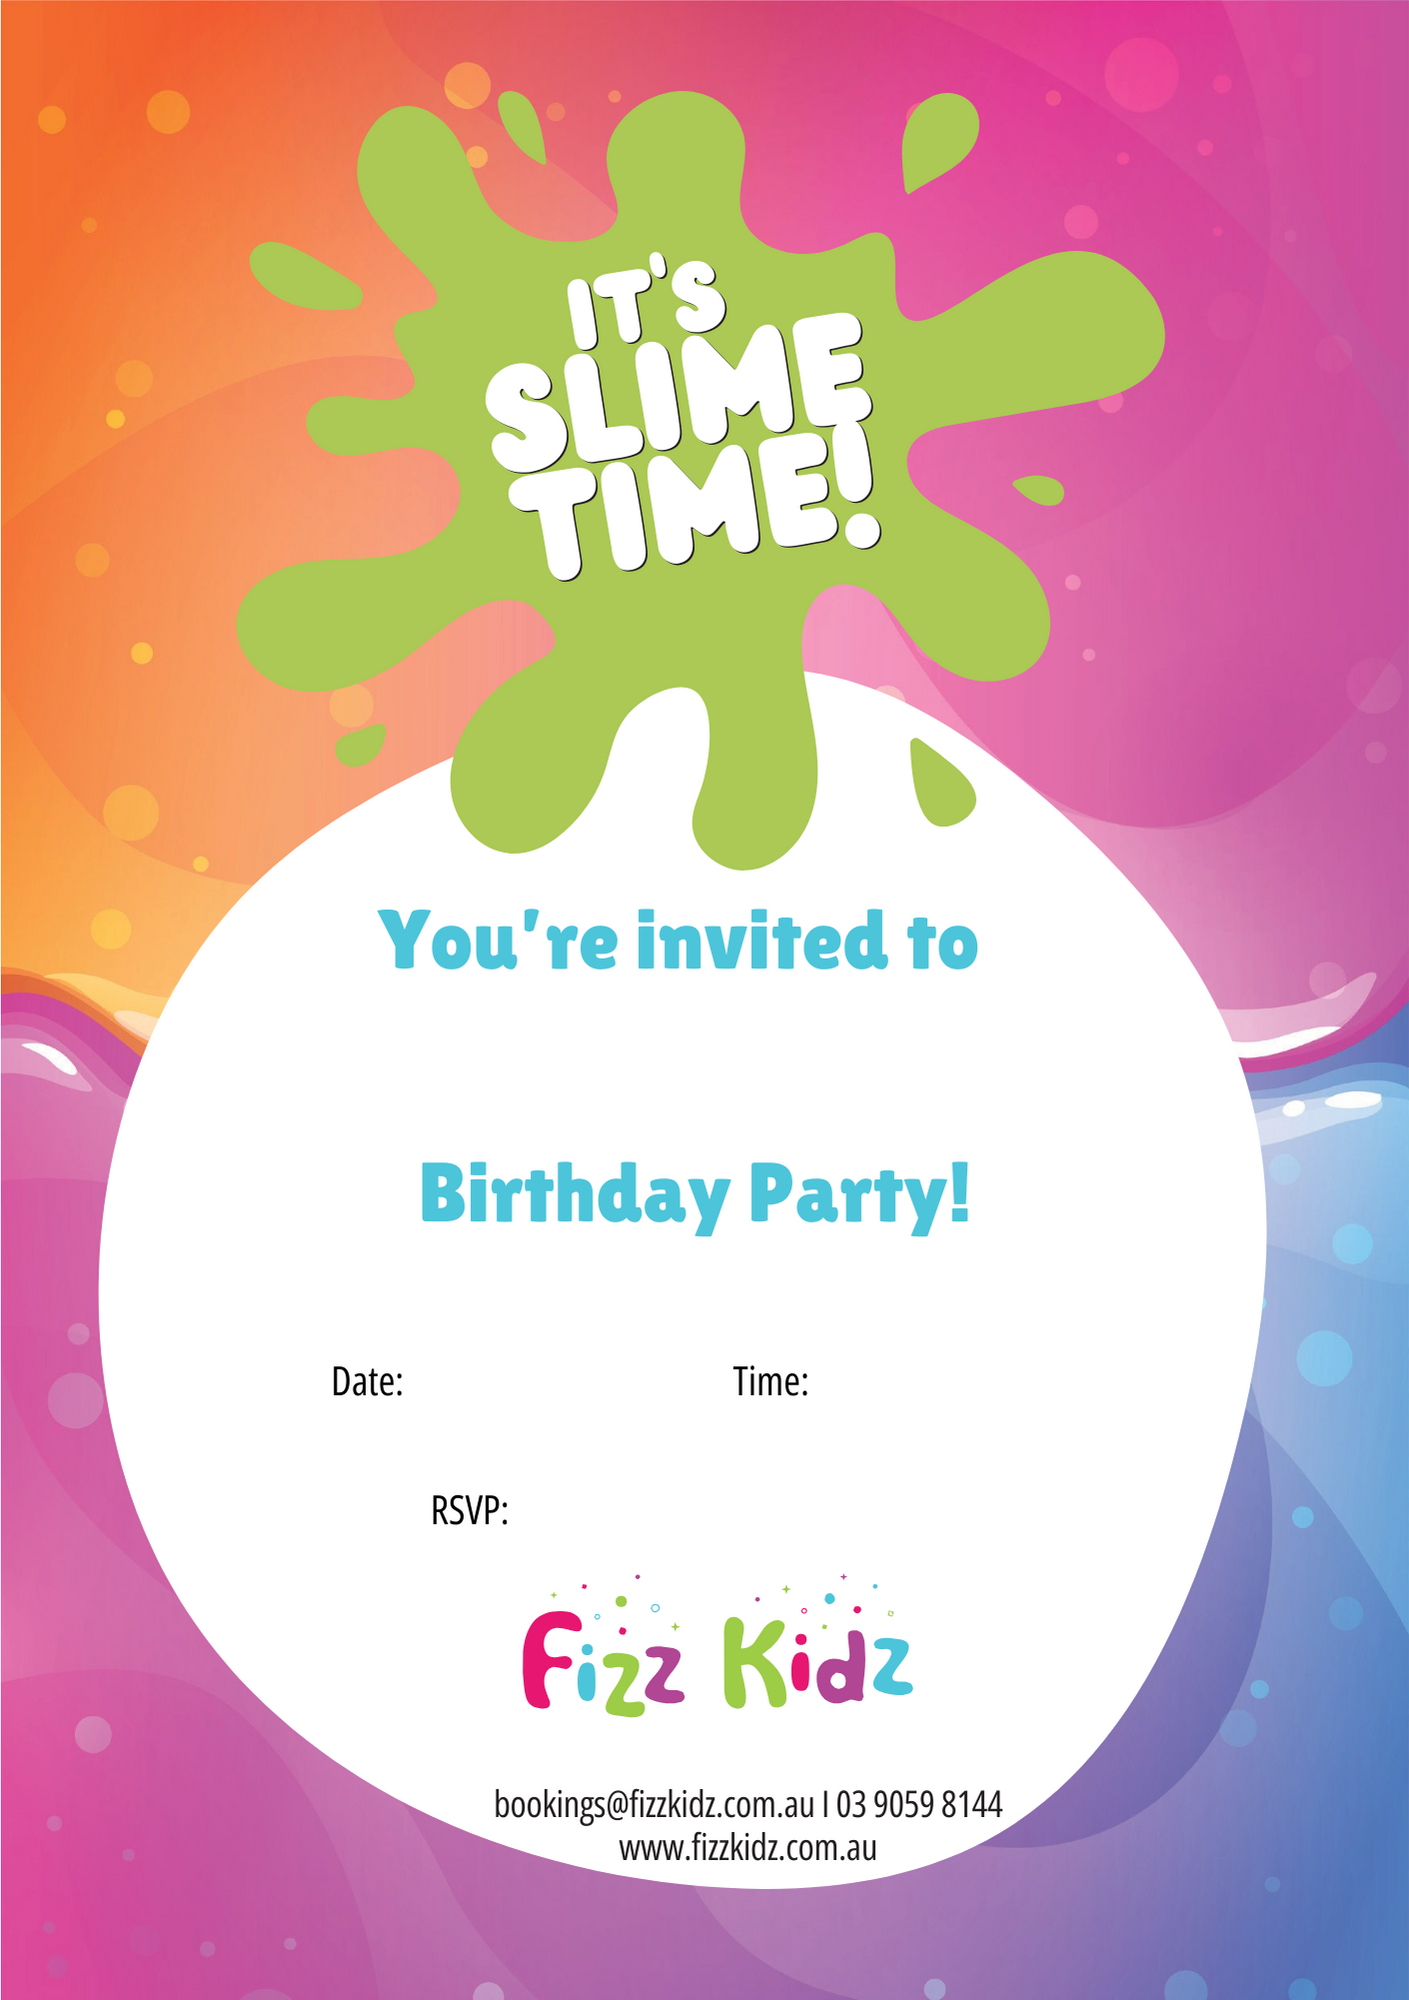 IT'S
SLIME
TIME!
You're invited to
Birthday Party!
Date: Time:
RSVP:
Fizz Kidz
bookings@fizzkidz.com.au I 03 9059 8144
www.fizzkidz.com.au